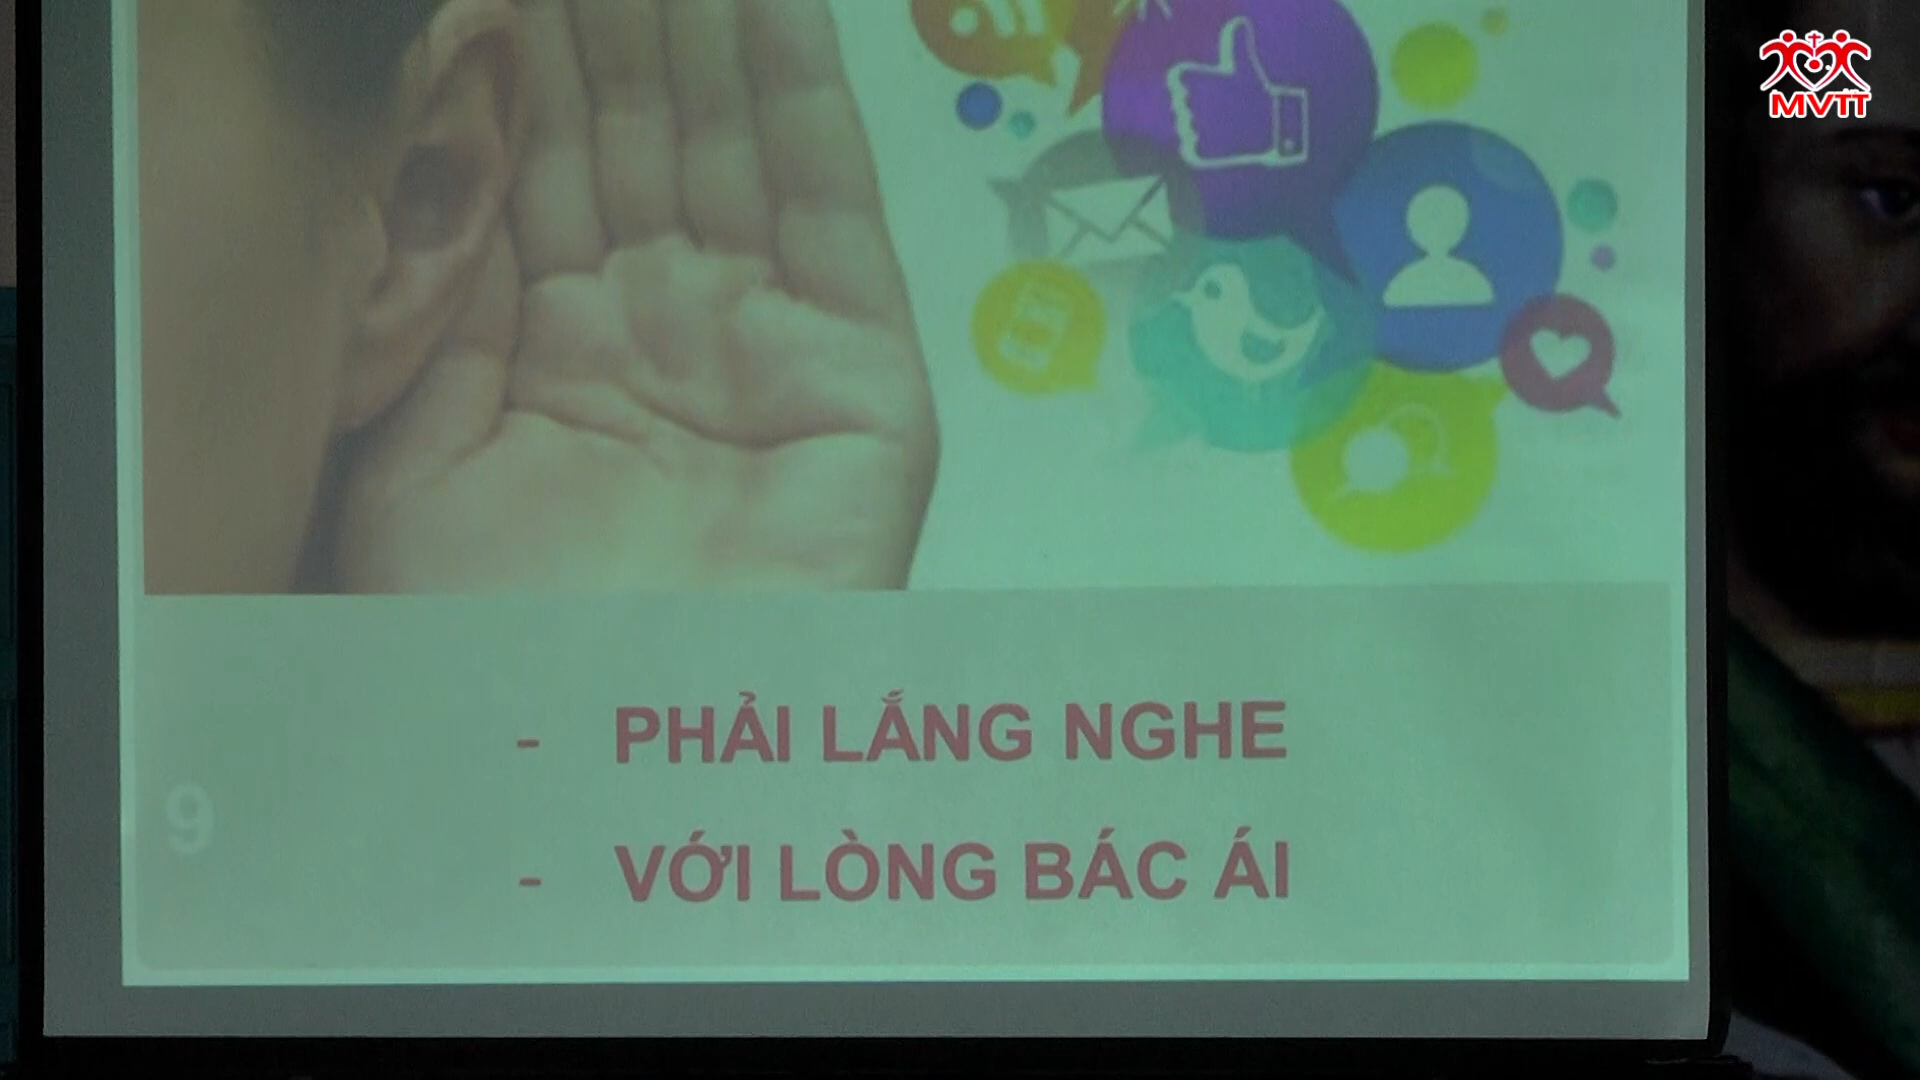 MVTT
- PHẢI LẮNG NGHE
9
- VỚI LÒNG BÁC ÁI